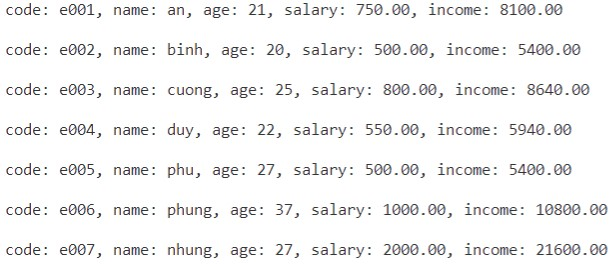 code: e001, name: an, age: 21, salary: 750.00, income: 8100.00
code: e002, name: binh, age: 20, salary: 500.00, income: 5400.00
code: e003, name: cuong, age: 25, salary: 800.00, income: 8640.00
code: e004, name: duy, age: 22, salary: 550.00, income: 5940.00
code: e005, name: phu, age: 27, salary: 500.00, income: 5400.00
code: e006, name: phung, age: 37, salary: 1000.00, income: 10800.00
code: e007, name: nhung, age: 27, salary: 2000.00, income: 21600.00